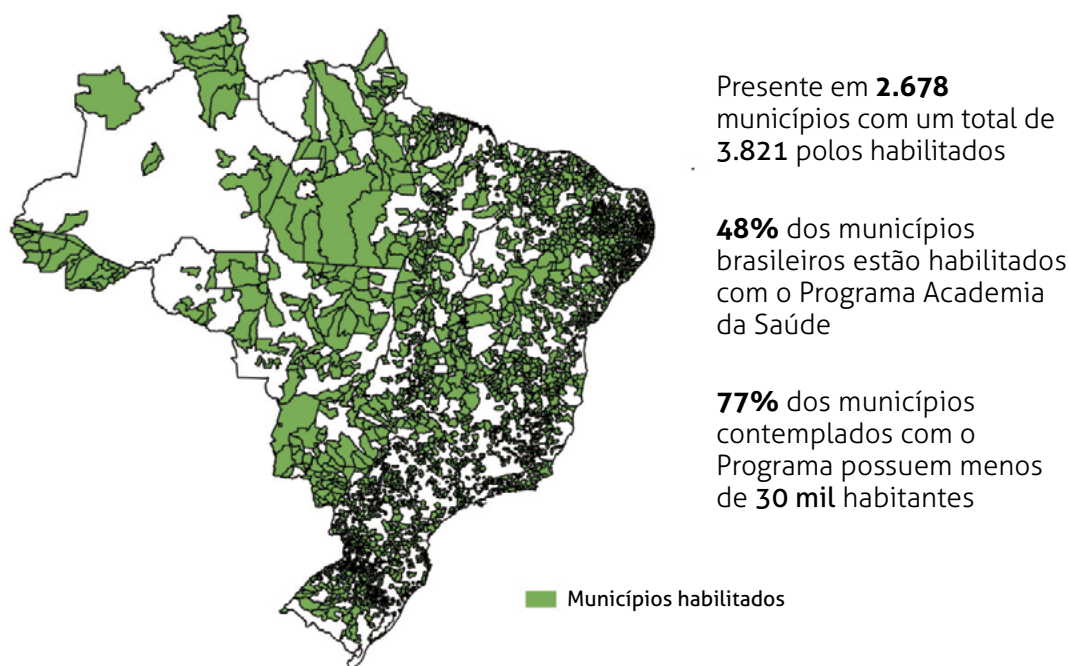 Presente em 2.678
municípios com um total de
3.821 polos habilitados
48% dos municípios
brasileiros estão habilitados
com o Programa Academia
da Saúde
77% dos municípios
contemplados com o
Programa possuem menos
de 30 mil habitantes
Municípios habilitados